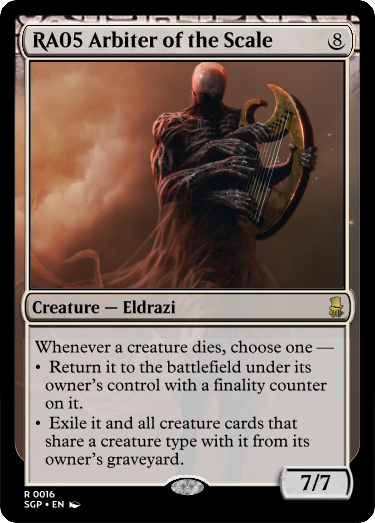 RA05 Arbiter of the Scale 8
Creature — Eldrazi
Whenever a creature dies, choose one —
• Return it to the battlefield under its
owner's control with a finality counter
on it.
• Exile it and all creature cards that
share a creature type with it from its
owner's graveyard.
7/7
R 0016
SGP • EN